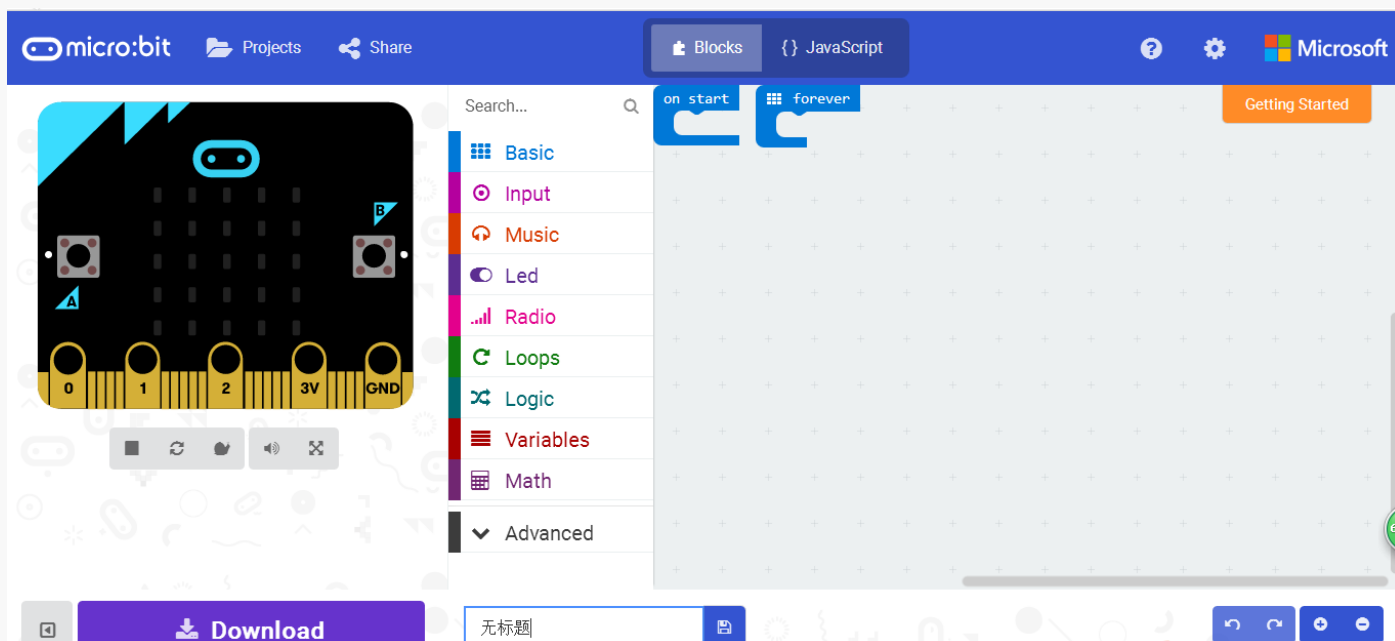 micro:bit Projects Share Blocks {} JavaScript ? Microsoft
Search...
on start forever
Getting Started
Basic
Input
Music
Led
Radio
Loops
Logic
Variables
Math
Advanced
B
A
0 1 2 3V GND
Download
无标题